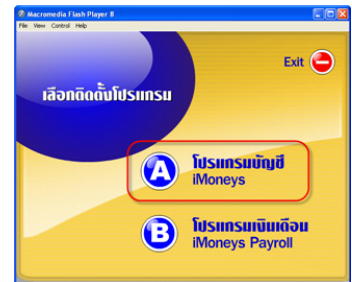 Macromedia Flash Player 8
File View Control Help
Exit
เลือกติดตั้งโปรแกรม
A
โปรแกรมบัญชี
iMoneys
B
โปรแกรมเงินเดือน
iMoneys Payroll